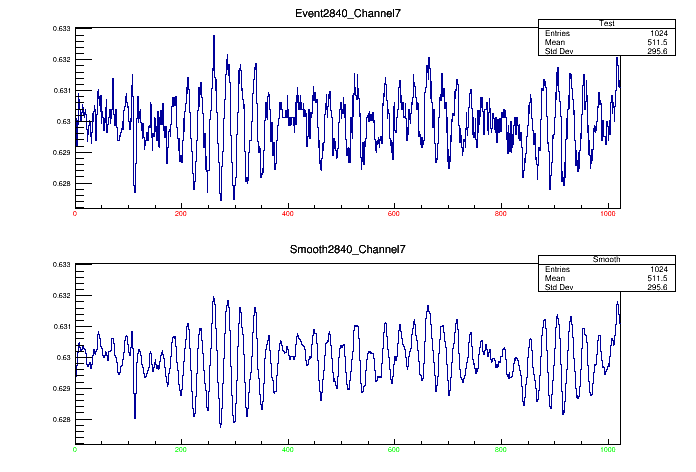 Event2840_Channel7
Test
Entries 1024
Mean 511.5
Std Dev 295.6
0.633
0.632
0.631
0.63
0.629
0.628
0 200 400 600 800 1000
Smooth2840_Channel7
Smooth
Entries 1024
Mean 511.5
Std Dev 295.6
0.633
0.632
0.631
0.63
0.629
0.628
0 200 400 600 800 1000